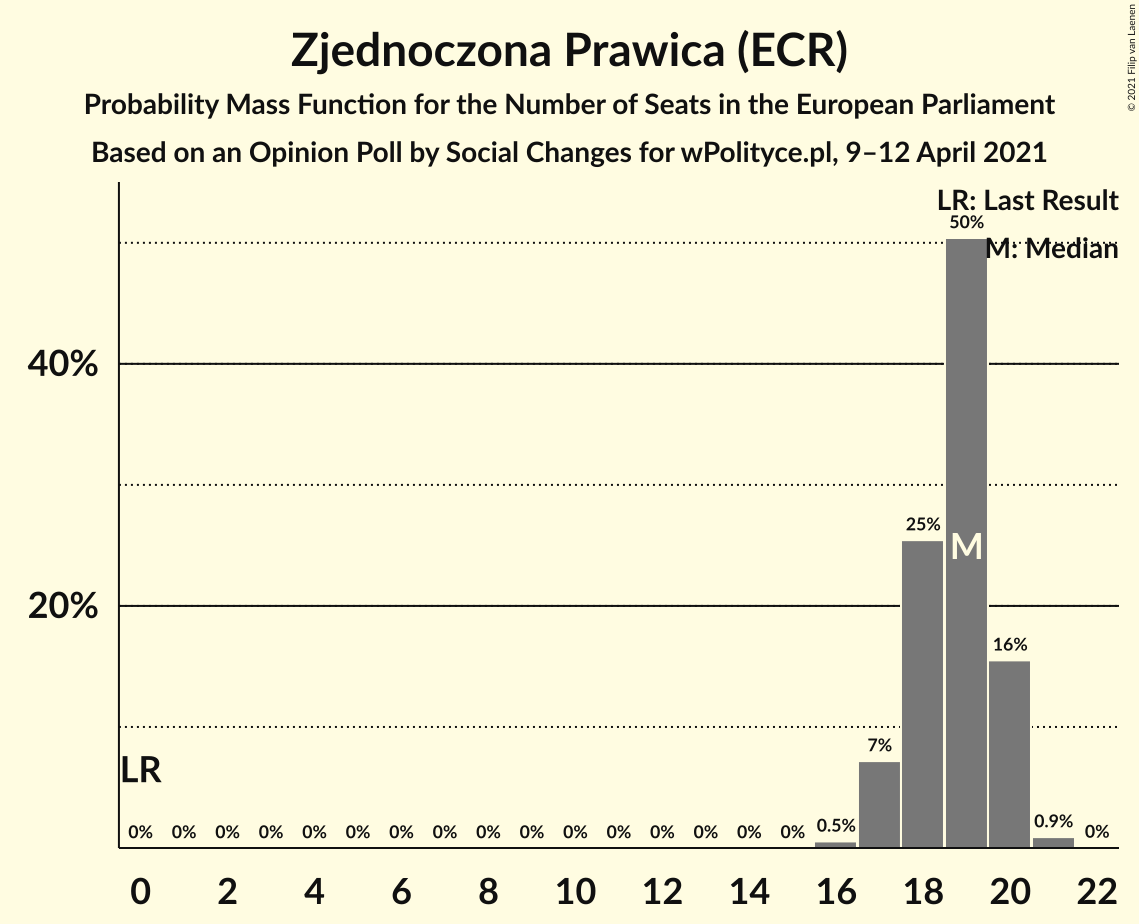 Zjednoczona Prawica (ECR)
Probability Mass Function for the Number of Seats in the European Parliament
Based on an Opinion Poll by Social Changes for wPolityce.pl, 9–12 April 2021
© 2021 Filip van Laenen
LR: Last Result
M: Median
50%
40%
25%
M
20%
16%
7%
LR
0% 0% 0% 0% 0% 0% 0% 0% 0% 0% 0% 0% 0% 0% 0% 0% 0.5% 0.9% 0%
0 2 4 6 8 10 12 14 16 18 20 22